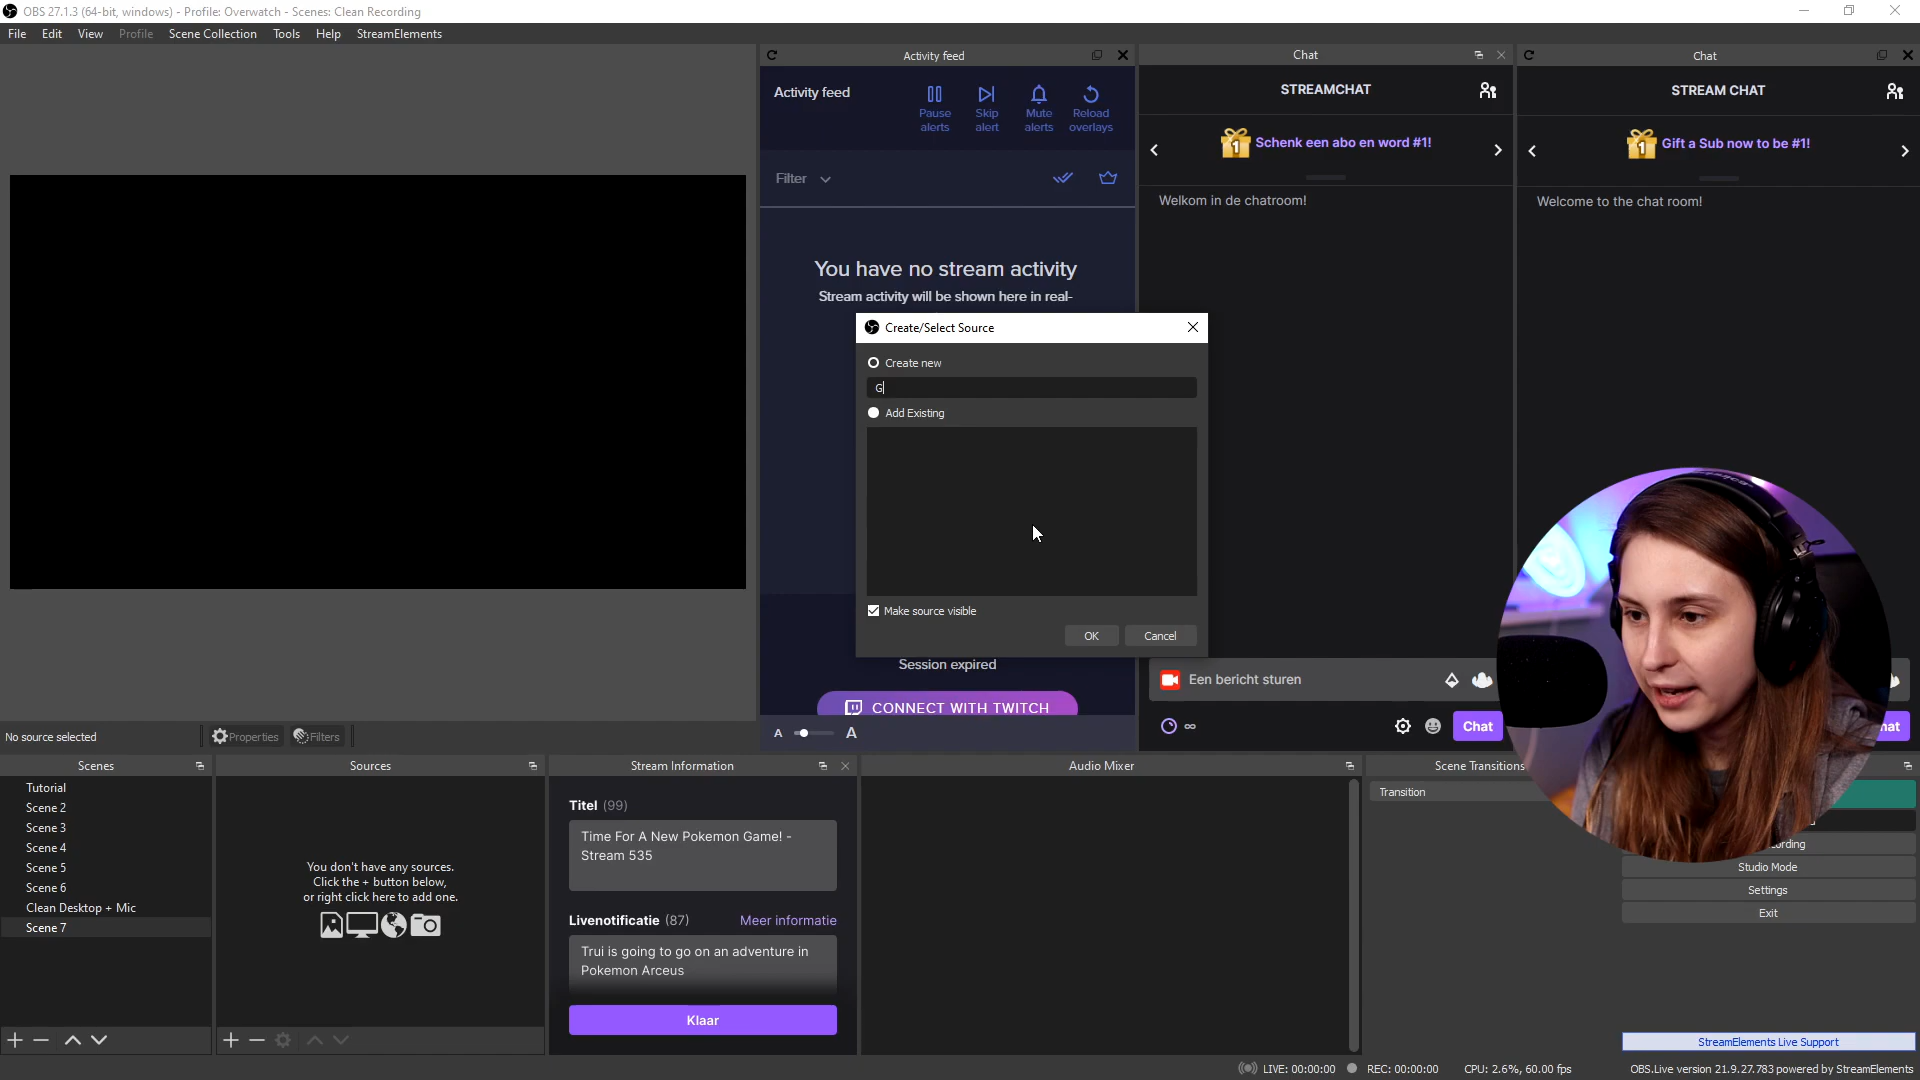 OBS 27.1.3 (64-bit, windows) - Profile: Overwatch - Scenes: Clean Recording
File Edit View Profile Scene Collection Tools Help StreamElements
Activity feed
Chat
Chat
Activity feed
Pause alerts
Skip alert
Mute alerts
Reload overlays
STREAMCHAT
STREAM CHAT
1 Schenk een abo en word #1!
1 Gift a Sub now to be #1!
Filter
Welkom in de chatroom!
Welcome to the chat room!
You have no stream activity
Stream activity will be shown here in real-
Create/Select Source
Create new
G
Add Existing
Make source visible
OK Cancel
Session expired
CONNECT WITH TWITCH
A A
Een bericht sturen
Chat
No source selected
Properties
Filters
Scenes
Sources
Stream Information
Audio Mixer
Scene Transitions
Tutorial
Scene 2
Scene 3
Scene 4
Scene 5
Scene 6
Clean Desktop + Mic
Scene 7
You don't have any sources.
Click the + button below,
or right click here to add one.
Titel (99)
Time For A New Pokemon Game! -
Stream 535
Livenotificatie (87) Meer informatie
Trui is going to go on an adventure in
Pokemon Arceus
Klaar
Transition
Studio Mode
Settings
Exit
StreamElements Live Support
LIVE: 00:00:00 REC: 00:00:00 CPU: 2.6%, 60.00 fps
OBS.Live version 21.9.27.783 powered by StreamElements